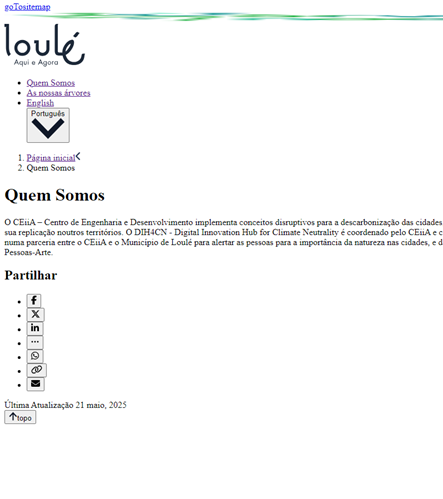 goTositemap
loulé
Aqui e Agora
Quem Somos
As nossas árvores
English
Português
1. Página inicial
2. Quem Somos
Quem Somos
O CEiiA – Centro de Engenharia e Desenvolvimento implementa conceitos disruptivos para a descarbonização das cidades
sua replicação noutros territórios. O DIH4CN - Digital Innovation Hub for Climate Neutrality é coordenado pelo CEiiA e c
numa parceria entre o CEiiA e o Município de Loulé para alertar as pessoas para a importância da natureza nas cidades, e d
Pessoas-Arte.
Partilhar
Última Atualização 21 maio, 2025
topo